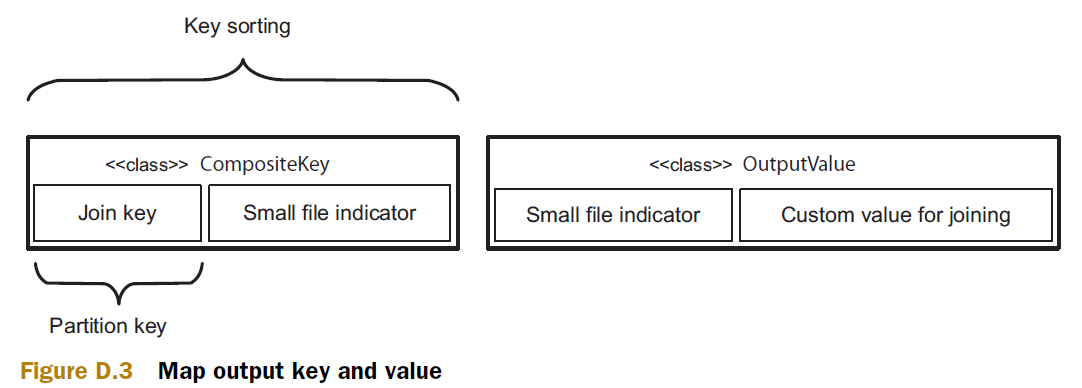 Key sorting
<<class>> CompositeKey
<<class>> OutputValue
Join key
Small file indicator
Small file indicator
Custom value for joining
Partition key
Figure D.3 Map output key and value